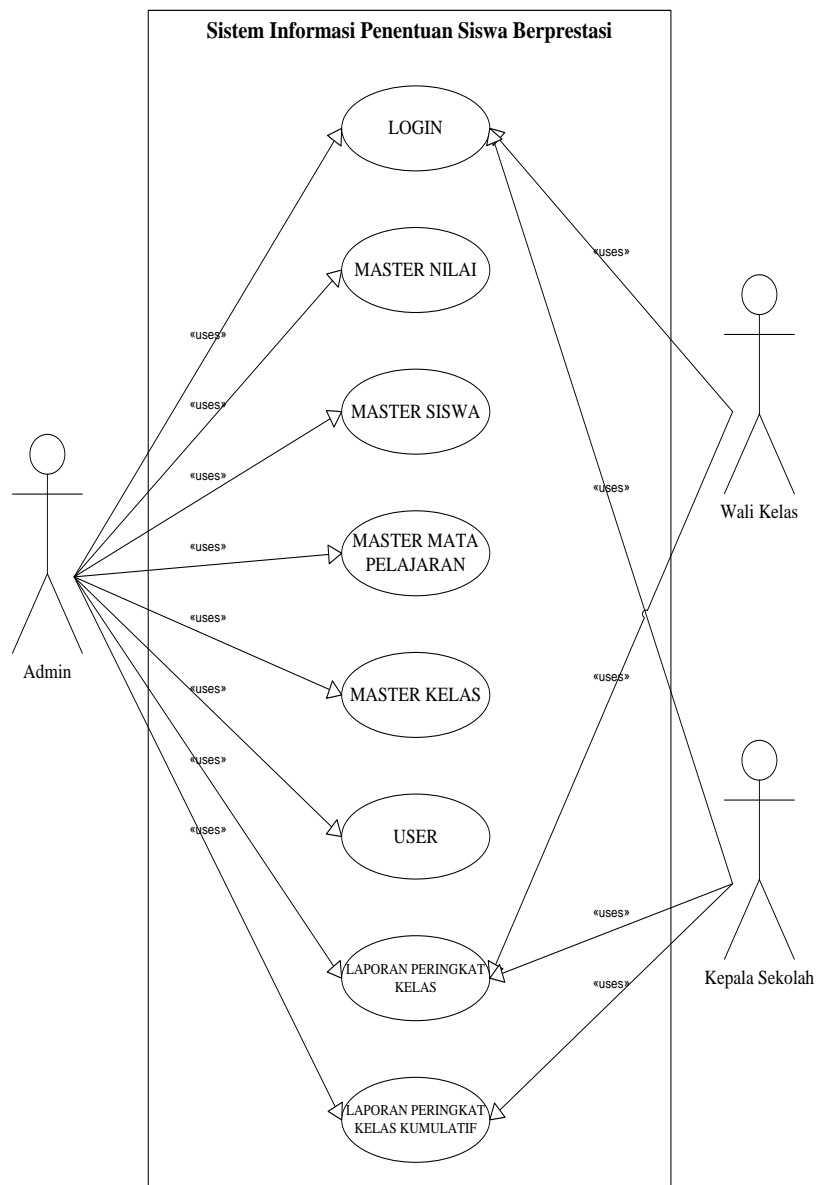 Sistem Informasi Penentuan Siswa Berprestasi
LOGIN
«uses»
MASTER NILAI
«uses»
«uses»
MASTER SISWA
«uses»
«uses»
«uses»
Wali Kelas
MASTER MATA
PELAJARAN
«uses»
«uses»
Admin
«uses»
MASTER KELAS
«uses»
«uses»
USER
«uses»
«uses»
LAPORAN PERINGKAT
KELAS
«uses»
Kepala Sekolah
LAPORAN PERINGKAT
KELAS KUMULATIF